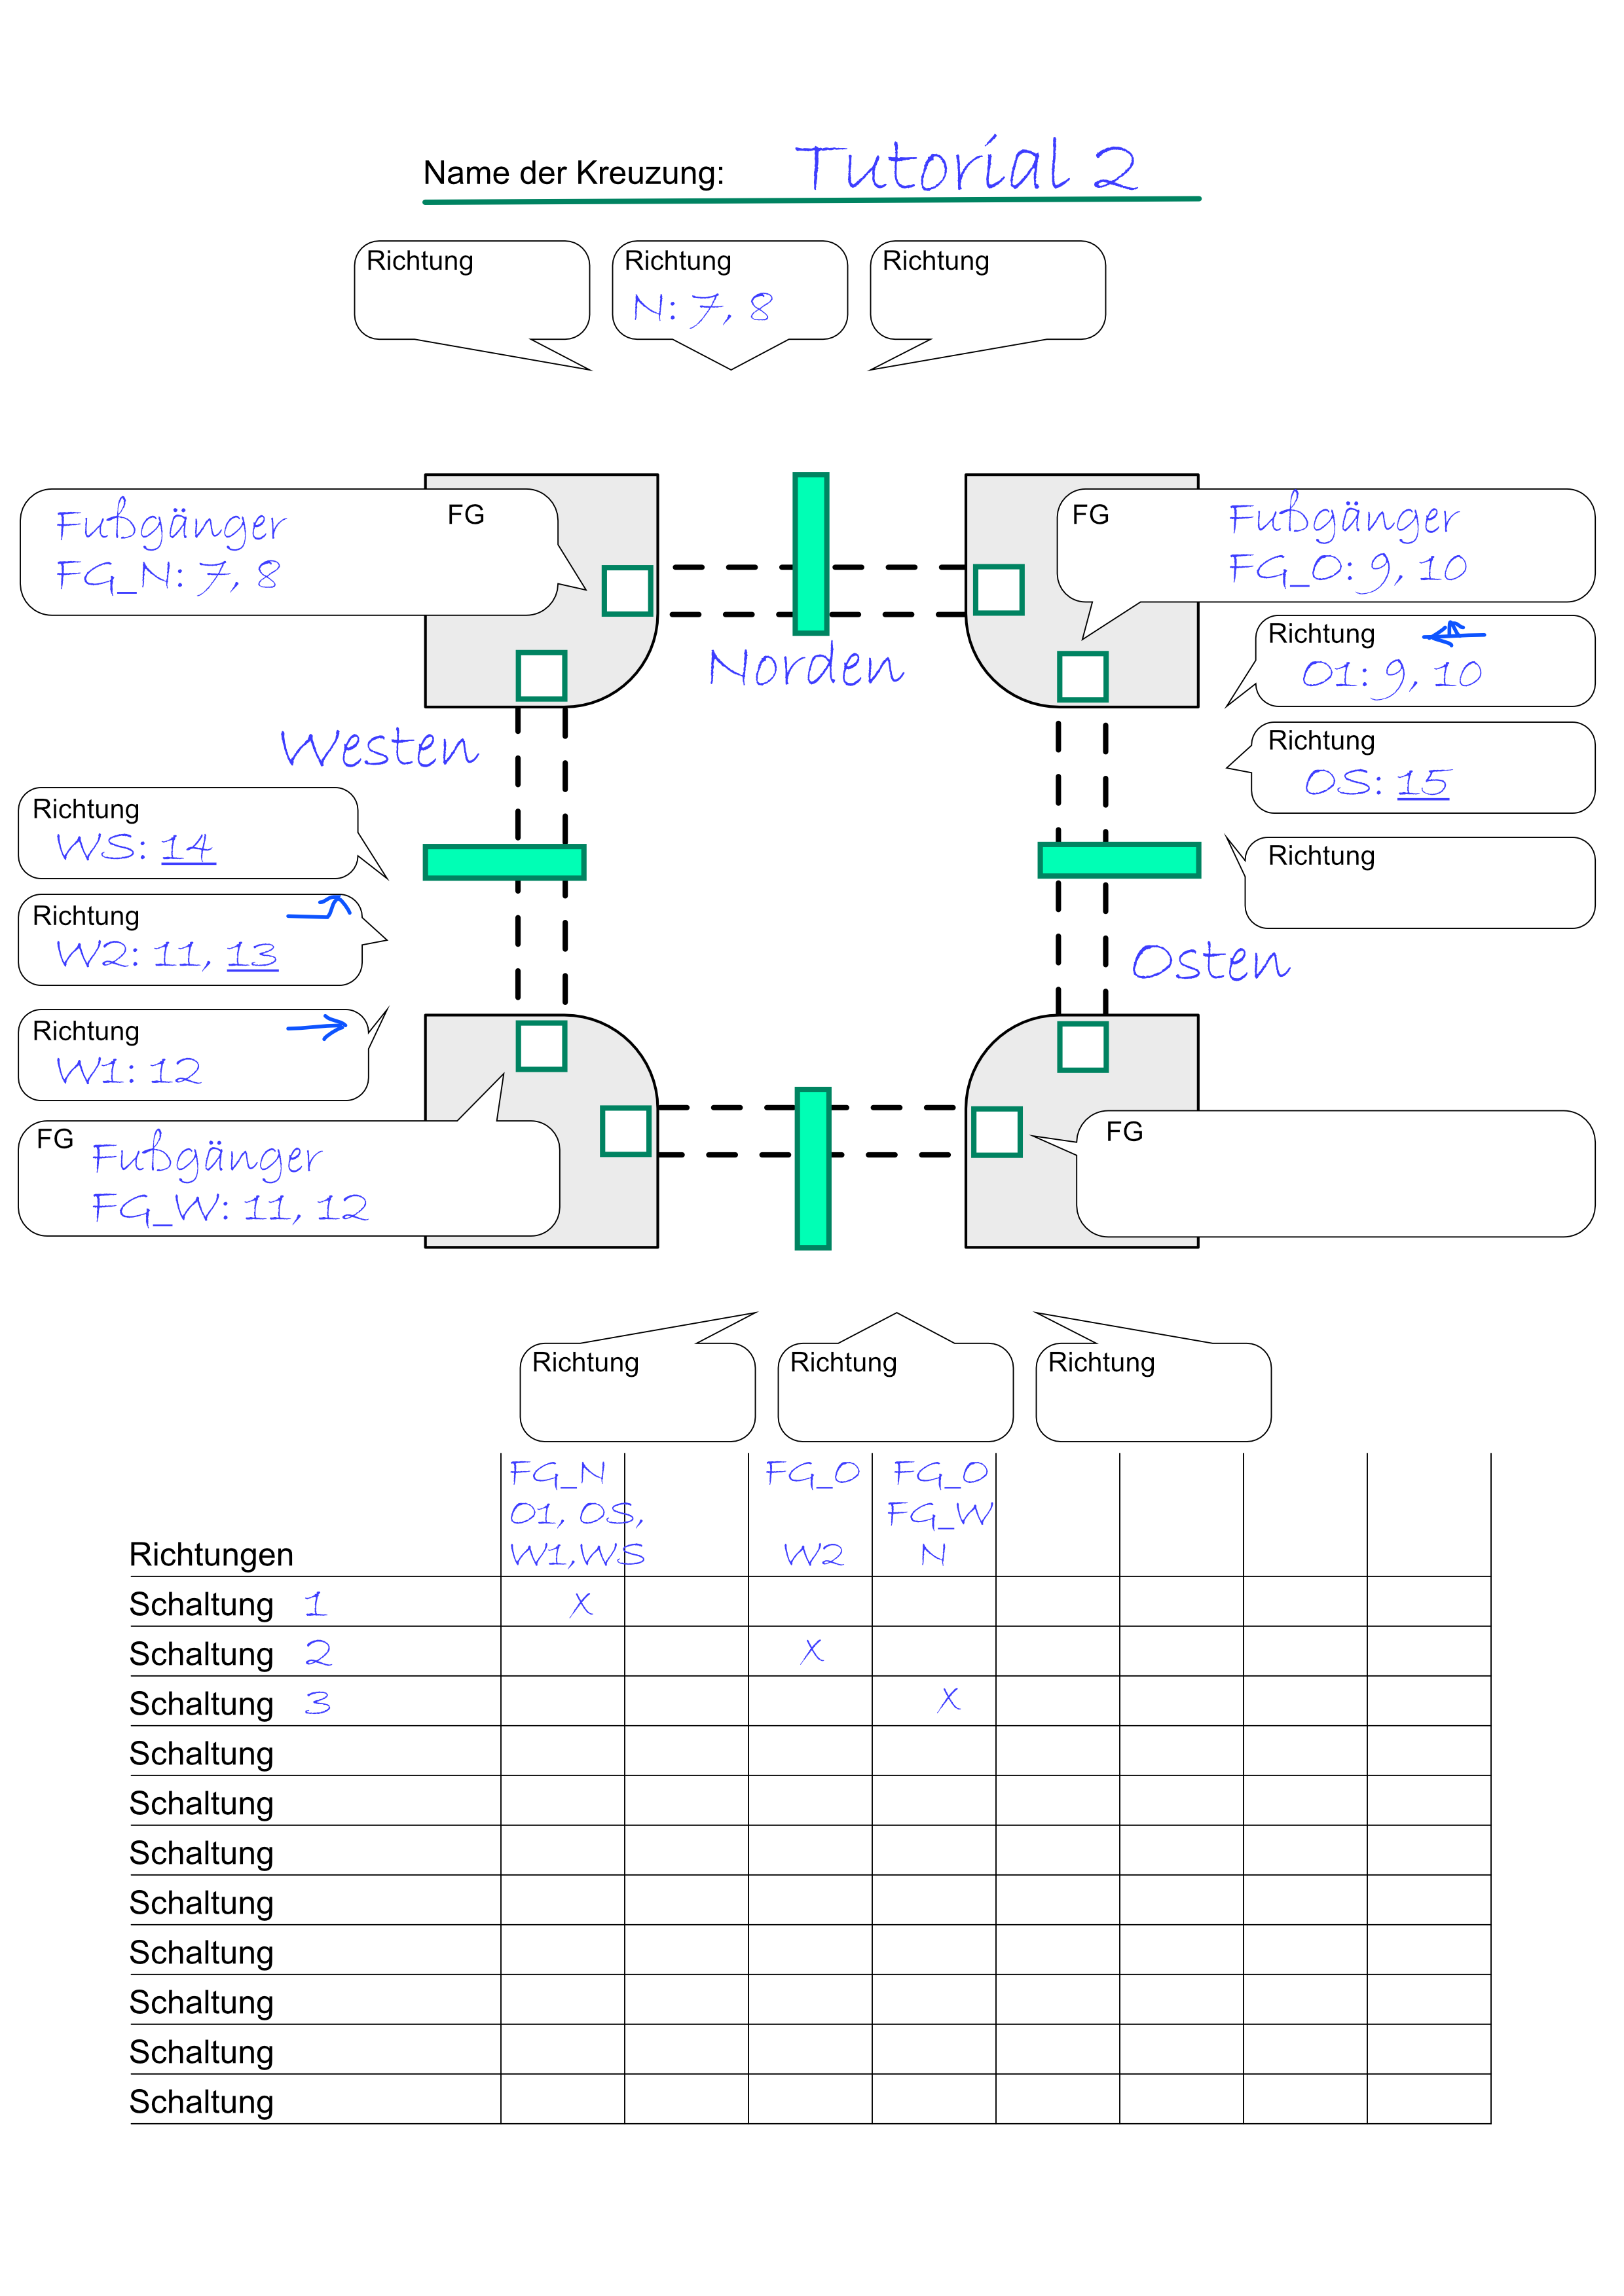 Name der Kreuzung: Tutorial 2
Richtung
Richtung
N: 7, 8
Richtung
FG
Fußgänger
FG_N: 7, 8
FG
Fußgänger
FG_O: 9, 10
Norden
Richtung
O1: 9, 10
Westen
Richtung
OS: 15
Richtung
WS: 14
Richtung
Richtung
W2: 11, 13
Osten
Richtung
W1: 12
FG
Fußgänger
FG_W: 11, 12
FG
Richtung
Richtung
Richtung
FG_N FG_O FG_O
O1, OS, FG_W
Richtungen W1,WS W2 N
Schaltung 1 X
Schaltung 2 X
Schaltung 3 X
Schaltung
Schaltung
Schaltung
Schaltung
Schaltung
Schaltung
Schaltung
Schaltung